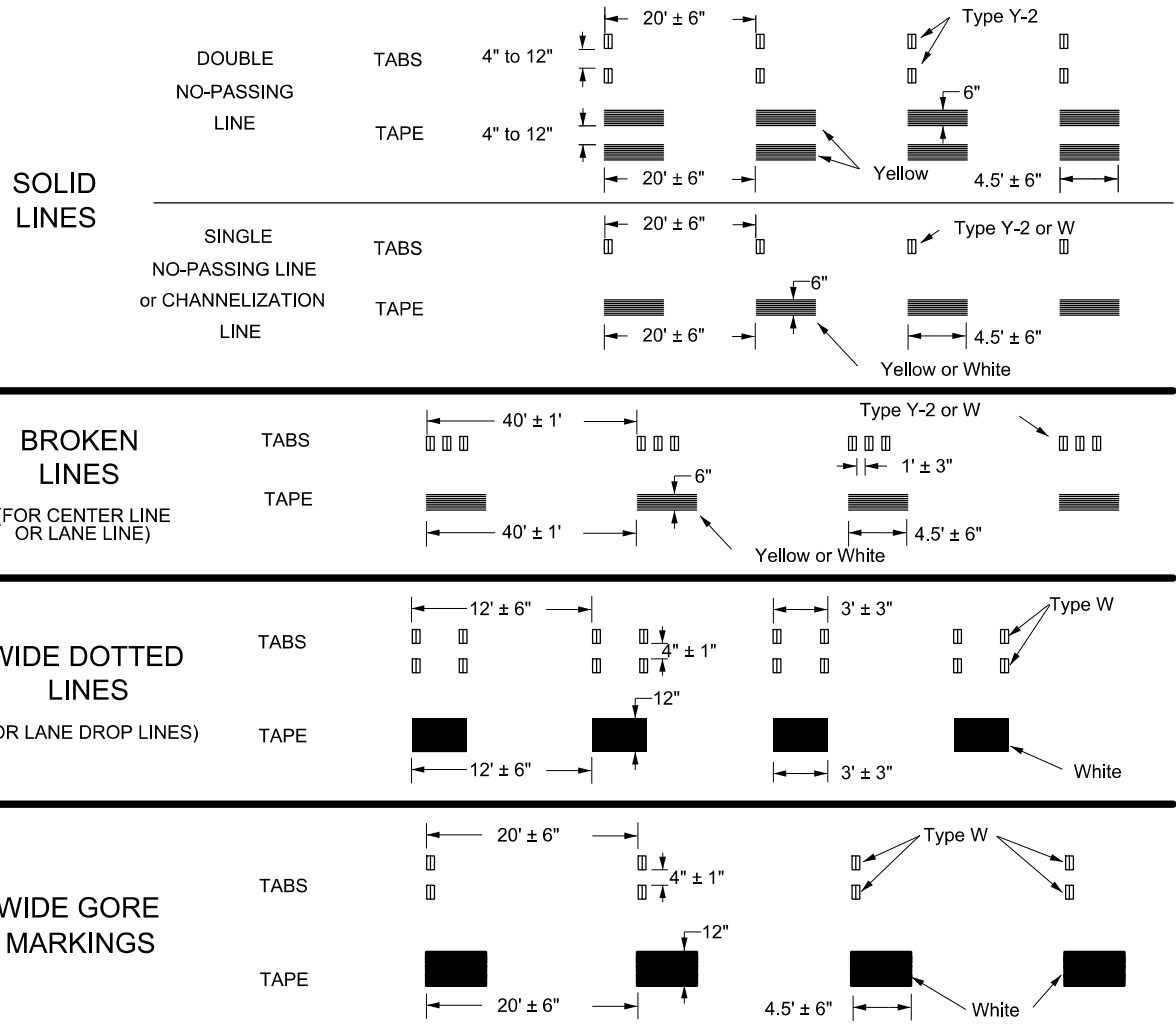 SOLID
LINES
DOUBLE
NO-PASSING
LINE
TABS
4" to 12"
20' ± 6"
Type Y-2
TAPE
4" to 12"
6"
Yellow
20' ± 6"
4.5' ± 6"
SINGLE
NO-PASSING LINE
or CHANNELIZATION
LINE
TABS
20' ± 6"
Type Y-2 or W
TAPE
6"
20' ± 6"
4.5' ± 6"
Yellow or White
BROKEN
LINES
(FOR CENTER LINE
OR LANE LINE)
TABS
40' ± 1'
Type Y-2 or W
1' ± 3"
TAPE
6"
40' ± 1'
4.5' ± 6"
Yellow or White
WIDE DOTTED
LINES
OR LANE DROP LINES)
TABS
12' ± 6"
3' ± 3"
Type W
4" ± 1"
TAPE
12"
12' ± 6"
3' ± 3"
White
WIDE GORE
MARKINGS
TABS
20' ± 6"
Type W
4" ± 1"
TAPE
12"
20' ± 6"
4.5' ± 6"
White